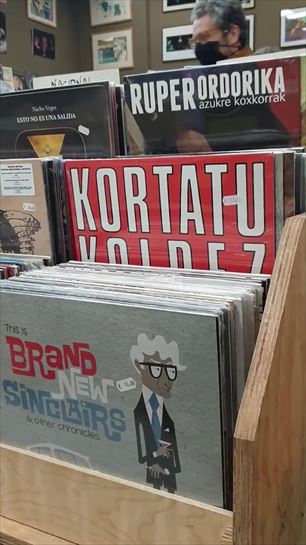 NACIONAL
Nacho Vegas
ESTO NO ES UNA SALIDA
RUPER ORDORIKA
azukre koxkorrak
KORTATU
KOLPEZ
This is
BRAND
NEW
SINCLAIRS
& other chronicles